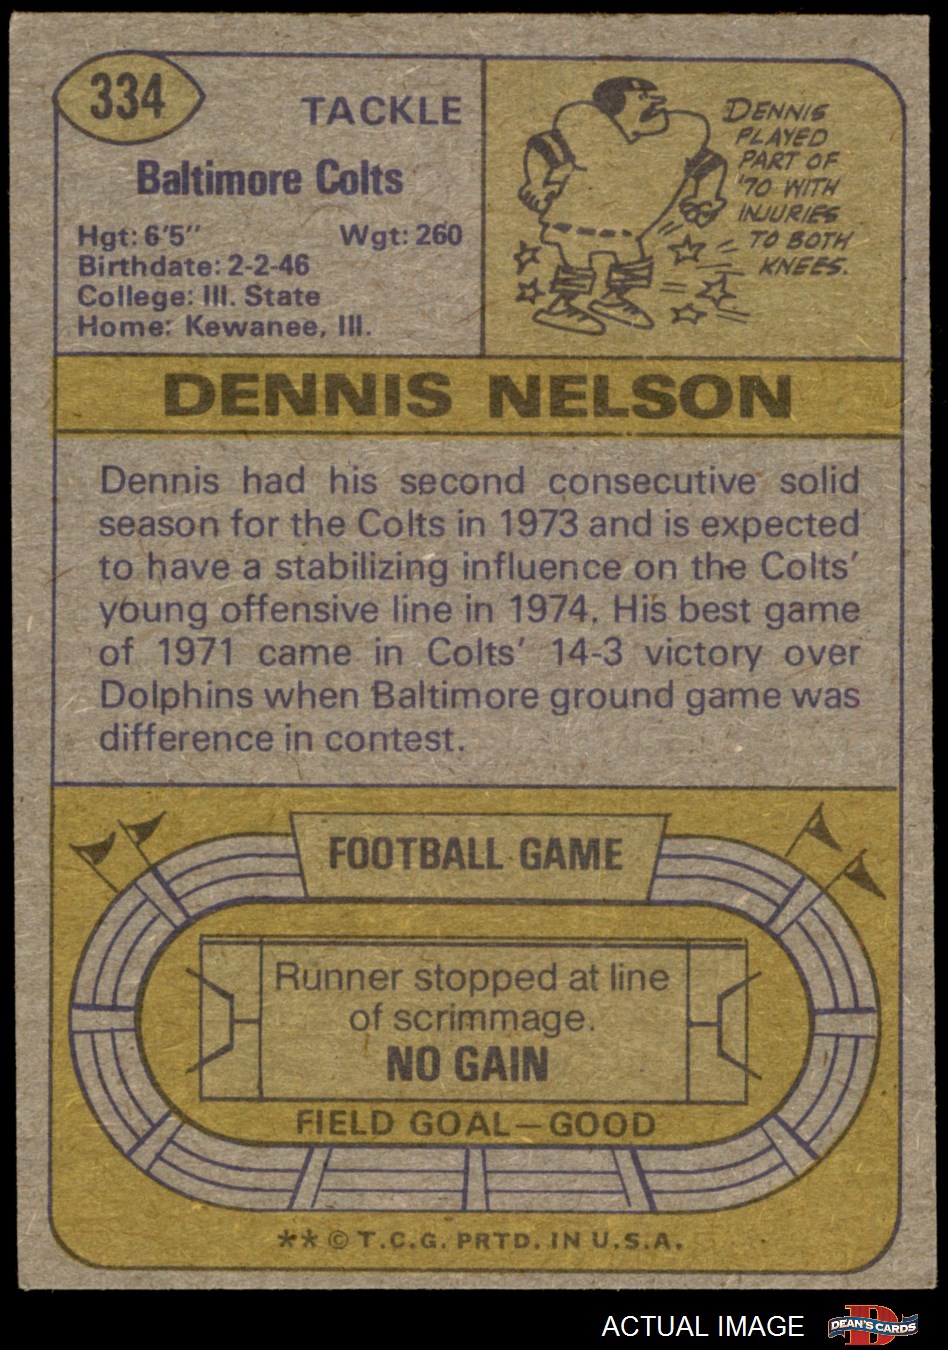 334
TACKLE
Baltimore Colts
Hgt: 6'5" Wgt: 260
Birthdate: 2-2-46
College: Ill. State
Home: Kewanee, Ill.
DENNIS
PLAYED
PART OF
'70 WITH
INJURIES
TO BOTH
KNEES.
DENNIS NELSON
Dennis had his second consecutive solid
season for the Colts in 1973 and is expected
to have a stabilizing influence on the Colts'
young offensive line in 1974. His best game
of 1971 came in Colts' 14-3 victory over
Dolphins when Baltimore ground game was
difference in contest.
FOOTBALL GAME
Runner stopped at line
of scrimmage.
NO GAIN
FIELD GOAL—GOOD
**© T.C.G. PRTD. IN U.S.A.
ACTUAL IMAGE
D
DEAN'S CARDS